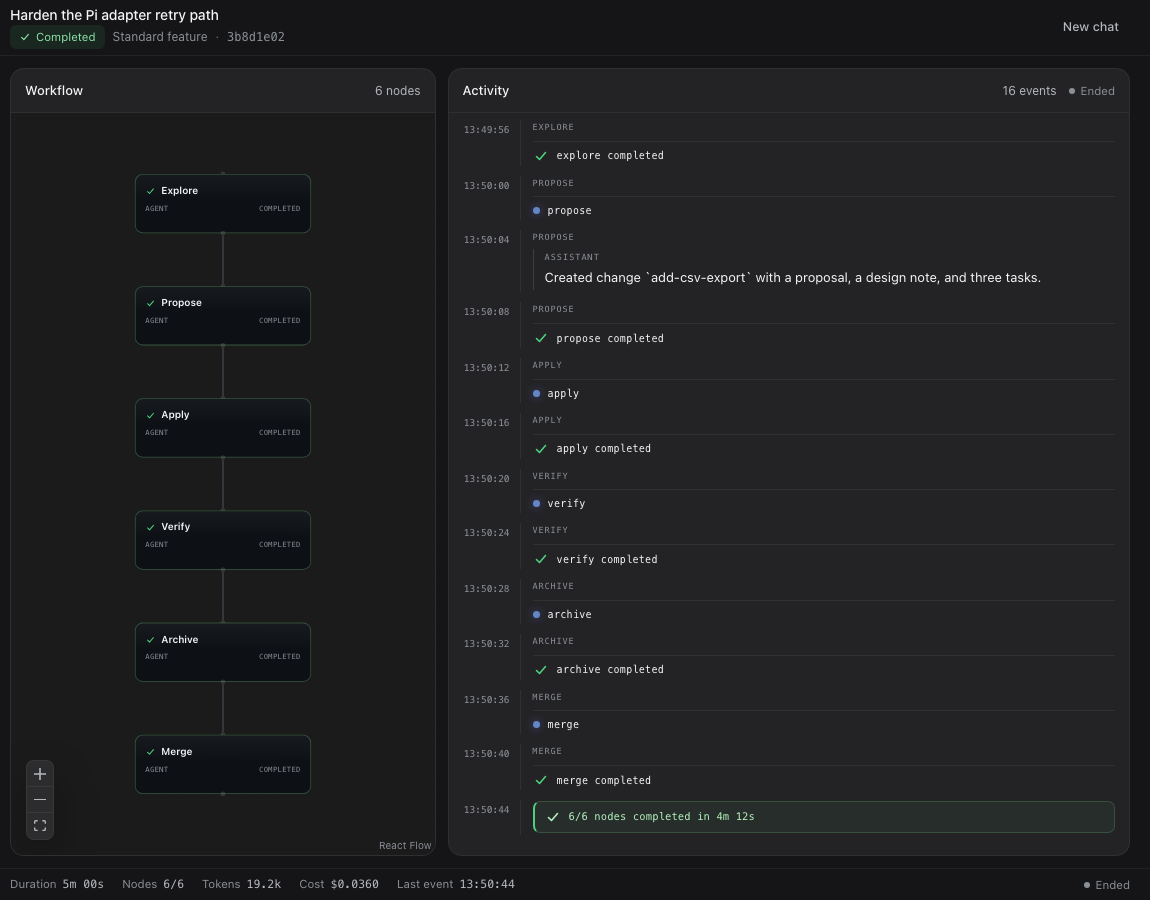 Harden the Pi adapter retry path
Completed Standard feature · 3b8d1e02
New chat
Workflow 6 nodes
Explore
AGENT COMPLETED
Propose
AGENT COMPLETED
Apply
AGENT COMPLETED
Verify
AGENT COMPLETED
Archive
AGENT COMPLETED
Merge
AGENT COMPLETED
React Flow
Activity 16 events Ended
13:49:56 EXPLORE
explore completed
13:50:00 PROPOSE
propose
13:50:04 PROPOSE
ASSISTANT
Created change `add-csv-export` with a proposal, a design note, and three tasks.
13:50:08 PROPOSE
propose completed
13:50:12 APPLY
apply
13:50:16 APPLY
apply completed
13:50:20 VERIFY
verify
13:50:24 VERIFY
verify completed
13:50:28 ARCHIVE
archive
13:50:32 ARCHIVE
archive completed
13:50:36 MERGE
merge
13:50:40 MERGE
merge completed
13:50:44 6/6 nodes completed in 4m 12s
Duration 5m 00s Nodes 6/6 Tokens 19.2k Cost $0.0360 Last event 13:50:44 Ended